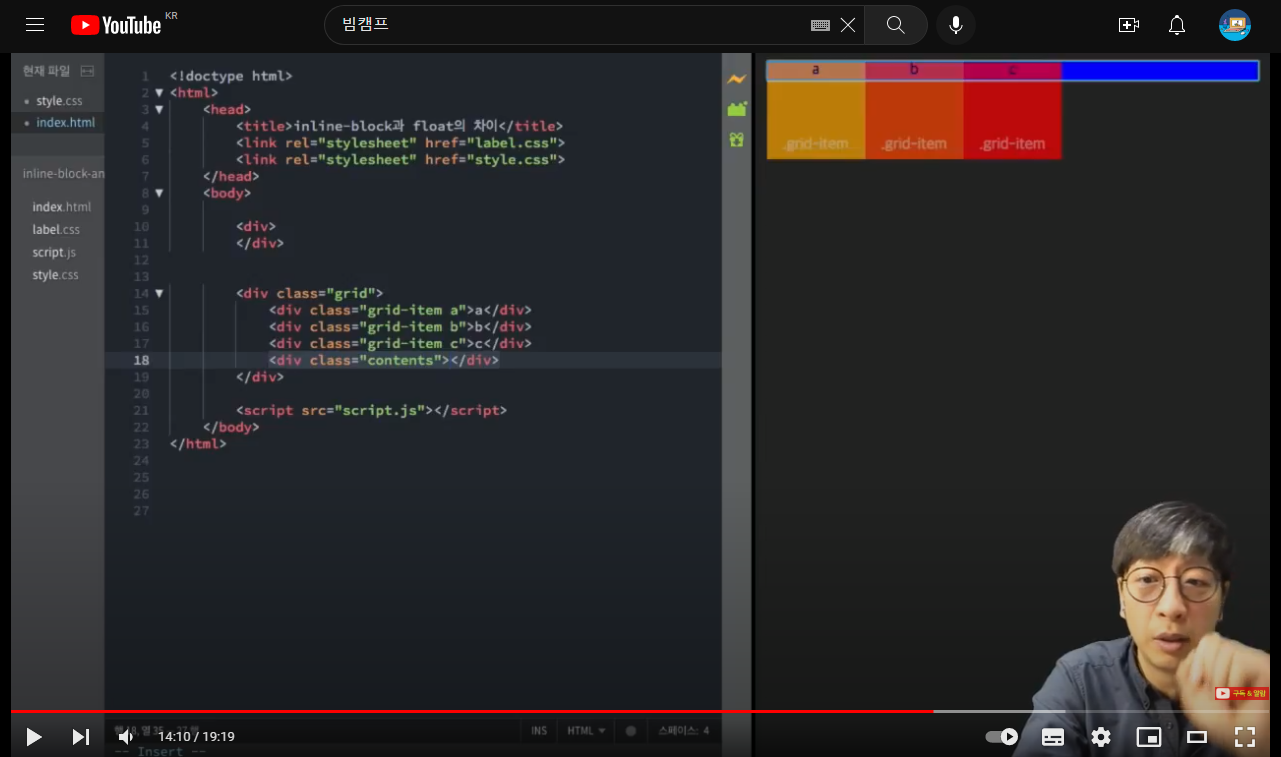 YouTube KR
빔캠프
현재 파일
style.css
index.html
inline-block-an
index.html
label.css
script.js
style.css
1 <!doctype html>
2 ▼ <html>
3 ▼ <head>
4 <title>inline-block과 float의 차이</title>
5 <link rel="stylesheet" href="label.css">
6 <link rel="stylesheet" href="style.css">
7 </head>
8 ▼ <body>
9
10 <div>
11 </div>
12
13
14 ▼ <div class="grid">
15 <div class="grid-item a">a</div>
16 <div class="grid-item b">b</div>
17 <div class="grid-item c">c</div>
18 <div class="contents"></div>
19 </div>
20
21 <script src="script.js"></script>
22 </body>
23 </html>
24
25
26
27
a b c
.grid-item .grid-item .grid-item
구독 & 알림
INS HTML 스페이스: 4
14:10 / 19:19
-- Insert --